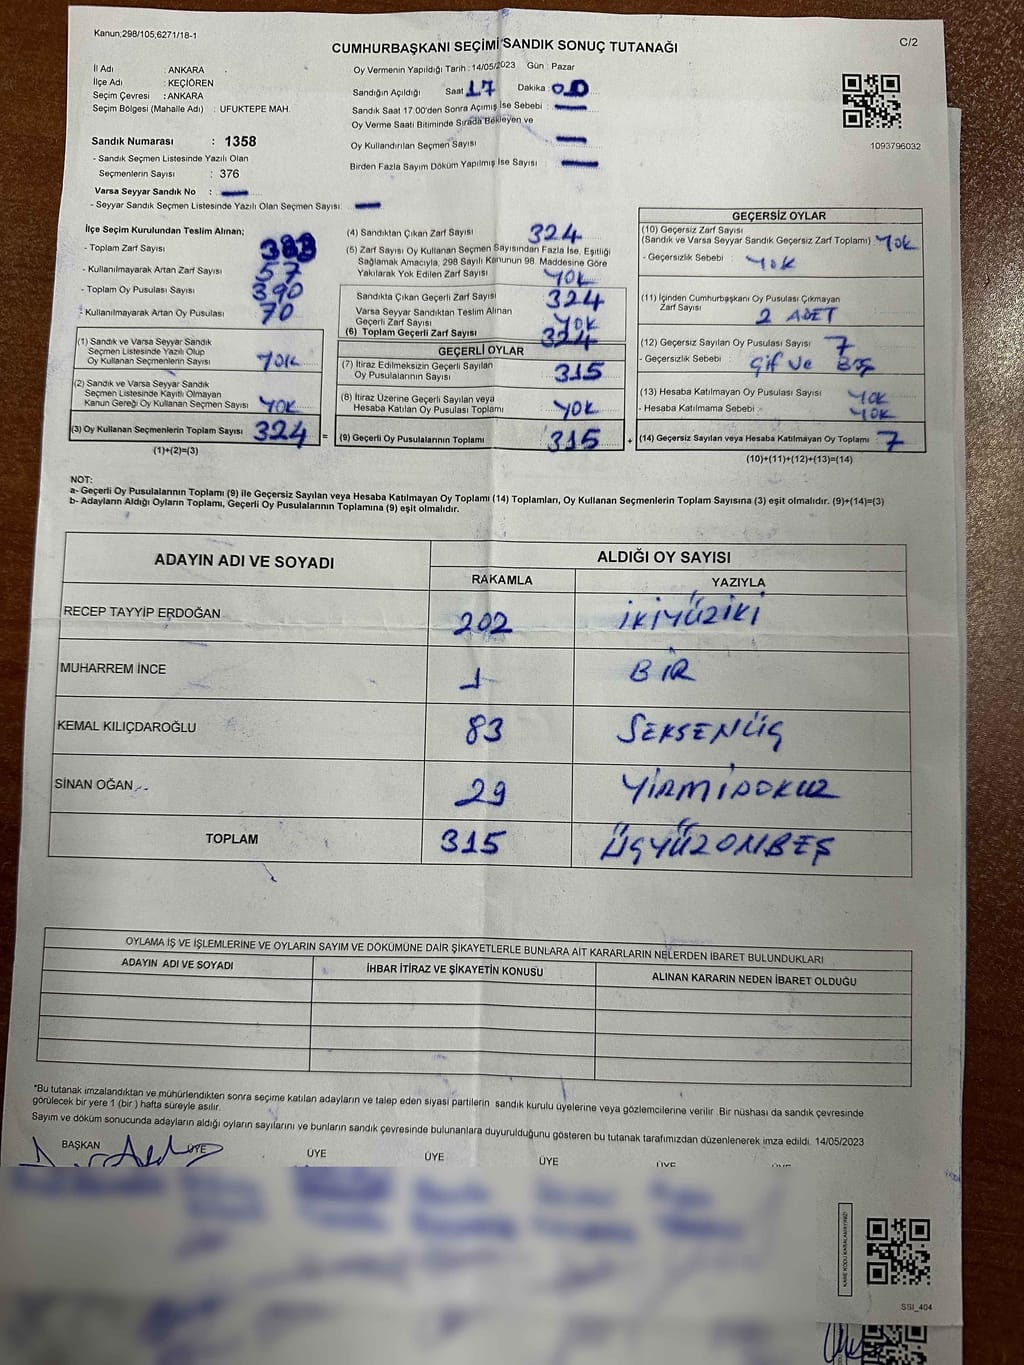 Kanun;298/105,6271/18-1
C/2
CUMHURBAŞKANI SEÇİMİ SANDIK SONUÇ TUTANAĞI
İl Adı : ANKARA
İlçe Adı : KEÇİÖREN
Seçim Çevresi : ANKARA
Seçim Bölgesi (Mahalle Adı) : UFUKTEPE MAH.
Sandık Numarası : 1358
- Sandık Seçmen Listesinde Yazılı Olan
Seçmenlerin Sayısı : 376
Varsa Seyyar Sandık No : —
- Seyyar Sandık Seçmen Listesinde Yazılı Olan Seçmen Sayısı: —
Oy Vermenin Yapıldığı Tarih : 14/05/2023 Gün : Pazar
Sandığın Açıldığı Saat : 17 Dakika : 00
Sandık Saat 17.00'den Sonra Açımış İse Sebebi : —
Oy Verme Saati Bitiminde Sırada Bekleyen ve
Oy Kullandırılan Seçmen Sayısı —
Birden Fazla Sayım Döküm Yapılmış İse Sayısı : —
1093796032
İlçe Seçim Kurulundan Teslim Alınan;
- Toplam Zarf Sayısı
- Kullanılmayarak Artan Zarf Sayısı : 57
- Toplam Oy Pusulası Sayısı : 390
- Kullanılmayarak Artan Oy Pusulası : 70
(1) Sandık ve Varsa Seyyar Sandık
Seçmen Listesinde Yazılı Olup
Oy Kullanan Seçmenlerin Sayısı YOK
(2) Sandık ve Varsa Seyyar Sandık
Seçmen Listesinde Kayıtlı Olmayan
Kanun Gereği Oy Kullanan Seçmen Sayısı YOK
(3) Oy Kullanan Seçmenlerin Toplam Sayısı 324 =
(1)+(2)=(3)
(4) Sandıktan Çıkan Zarf Sayısı 324
(5) Zarf Sayısı Oy Kullanan Seçmen Sayısından Fazla İse, Eşitliği
Sağlamak Amacıyla, 298 Sayılı Kanunun 98. Maddesine Göre
Yakılarak Yok Edilen Zarf Sayısı YOK
Sandıkta Çıkan Geçerli Zarf Sayısı 324
Varsa Seyyar Sandıktan Teslim Alınan
Geçerli Zarf Sayısı YOK
(6) Toplam Geçerli Zarf Sayısı 324
GEÇERLİ OYLAR
(7) İtiraz Edilmeksizin Geçerli Sayılan
Oy Pusulalarının Sayısı 315
(8) İtiraz Üzerine Geçerli Sayılan veya
Hesaba Katılan Oy Pusulası Toplamı YOK
(9) Geçerli Oy Pusulalarının Toplamı 315 +
GEÇERSİZ OYLAR
(10) Geçersiz Zarf Sayısı
(Sandık ve Varsa Seyyar Sandık Geçersiz Zarf Toplamı) YOK
- Geçersizlik Sebebi : YOK
(11) İçinden Cumhurbaşkanı Oy Pusulası Çıkmayan
Zarf Sayısı 2 ADET
(12) Geçersiz Sayılan Oy Pusulası Sayısı 7
- Geçersizlik Sebebi : Çif ve Boş
(13) Hesaba Katılmayan Oy Pusulası Sayısı YOK
- Hesaba Katılmama Sebebi : YOK
(14) Geçersiz Sayılan veya Hesaba Katılmayan Oy Toplamı 7
(10)+(11)+(12)+(13)=(14)
NOT:
a- Geçerli Oy Pusulalarının Toplamı (9) ile Geçersiz Sayılan veya Hesaba Katılmayan Oy Toplamı (14) Toplamları, Oy Kullanan Seçmenlerin Toplam Sayısına (3) eşit olmalıdır. (9)+(14)=(3)
b- Adayların Aldığı Oyların Toplamı, Geçerli Oy Pusulalarının Toplamına (9) eşit olmalıdır.
ADAYIN ADI VE SOYADI ALDIĞI OY SAYISI
RAKAMLA YAZIYLA
RECEP TAYYİP ERDOĞAN 202 İKİYÜZİKİ
MUHARREM İNCE 1 BİR
KEMAL KILIÇDAROĞLU 83 SEKSENÜÇ
SİNAN OĞAN 29 YİRMİDOKUZ
TOPLAM 315 ÜÇYÜZONBEŞ
OYLAMA İŞ VE İŞLEMLERİNE VE OYLARIN SAYIM VE DÖKÜMÜNE DAİR ŞİKAYETLERLE BUNLARA AİT KARARLARIN NELERDEN İBARET BULUNDUKLARI
ADAYIN ADI VE SOYADI İHBAR İTİRAZ VE ŞİKAYETİN KONUSU ALINAN KARARIN NEDEN İBARET OLDUĞU
*Bu tutanak imzalandıktan ve mühürlendikten sonra seçime katılan adayların ve talep eden siyasi partilerin sandık kurulu üyelerine veya gözlemcilerine verilir. Bir nüshası da sandık çevresinde
görülecek bir yere 1 (bir) hafta süreyle asılır.
Sayım ve döküm sonucunda adayların aldığı oyların sayılarını ve bunların sandık çevresinde bulunanlara duyurulduğunu gösteren bu tutanak tarafımızdan düzenlenerek imza edildi. 14/05/2023
BAŞKAN ÜYE ÜYE ÜYE ÜYE ÜYE ÜYE
KARE KODU KARALAMAYINIZ!
SSI_404